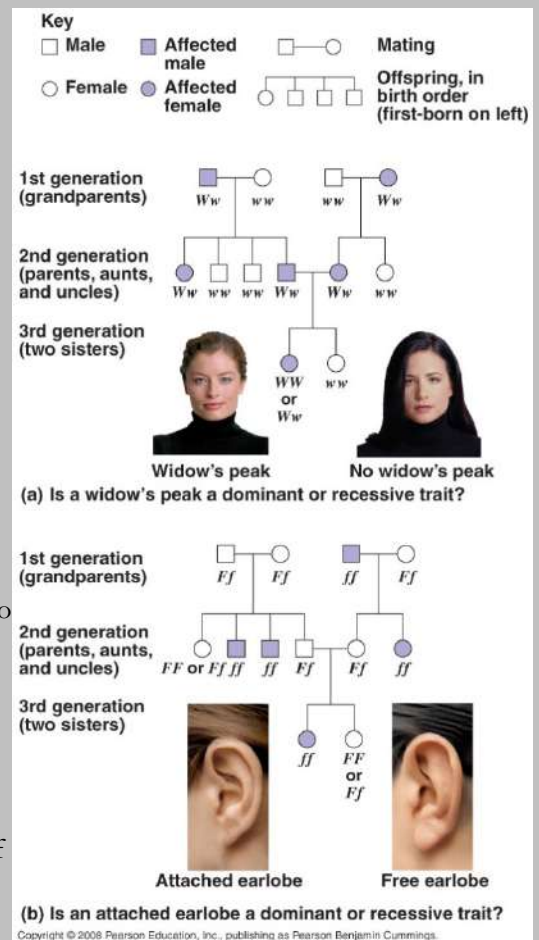 Key
Male
Affected
male
Mating
Female
Affected
female
Offspring, in
birth order
(first-born on left)
1st generation
(grandparents)
Ww
ww
ww
Ww
2nd generation
(parents, aunts,
and uncles)
Ww ww ww Ww Ww ww
3rd generation
(two sisters)
WW
or
Ww
ww
Widow's peak
No widow's peak
(a) Is a widow's peak a dominant or recessive trait?
1st generation
(grandparents)
Ff
Ff
ff
Ff
o
2nd generation
(parents, aunts,
and uncles)
FF or Ff ff ff Ff Ff ff
3rd generation
(two sisters)
ff
FF
or
Ff
f
Attached earlobe
Free earlobe
(b) Is an attached earlobe a dominant or recessive trait?
Copyright © 2008 Pearson Education, Inc., publishing as Pearson Benjamin Cummings.